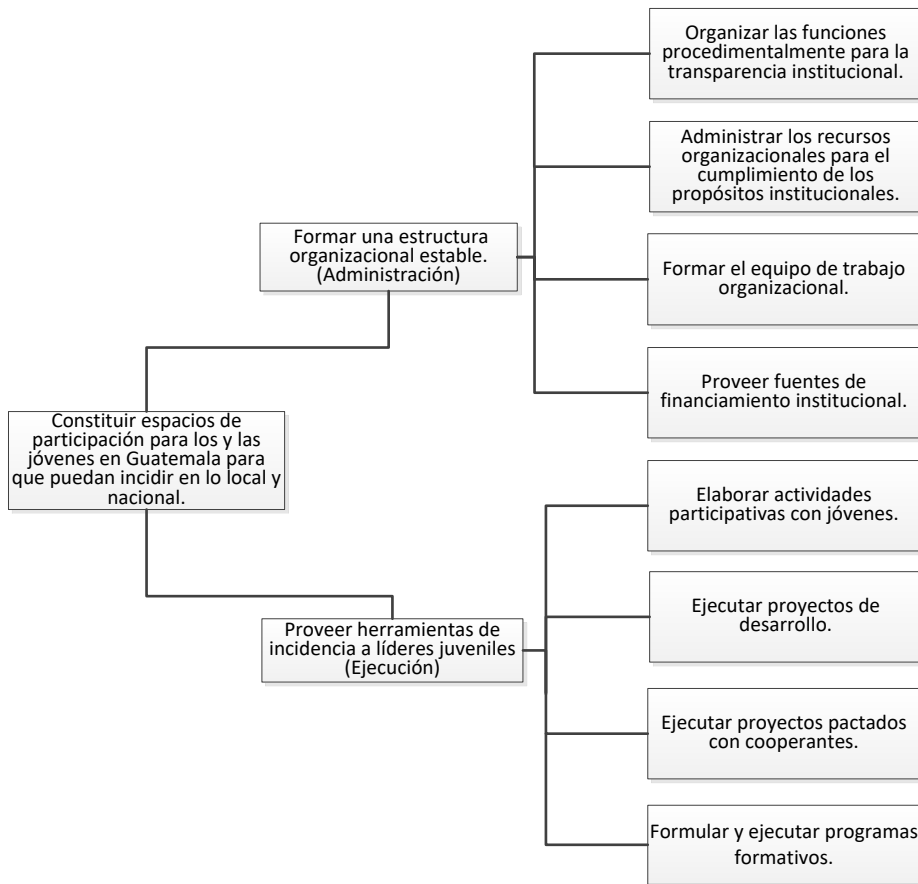 Organizar las funciones
procedimentalmente para la
transparencia institucional.
Administrar los recursos
organizacionales para el
cumplimiento de los
propósitos institucionales.
Formar una estructura
organizacional estable.
(Administración)
Formar el equipo de trabajo
organizacional.
Proveer fuentes de
financiamiento institucional.
Constituir espacios de
participación para los y las
jóvenes en Guatemala para
que puedan incidir en lo local y
nacional.
Elaborar actividades
participativas con jóvenes.
Ejecutar proyectos de
desarrollo.
Proveer herramientas de
incidencia a líderes juveniles
(Ejecución)
Ejecutar proyectos pactados
con cooperantes.
Formular y ejecutar programas
formativos.